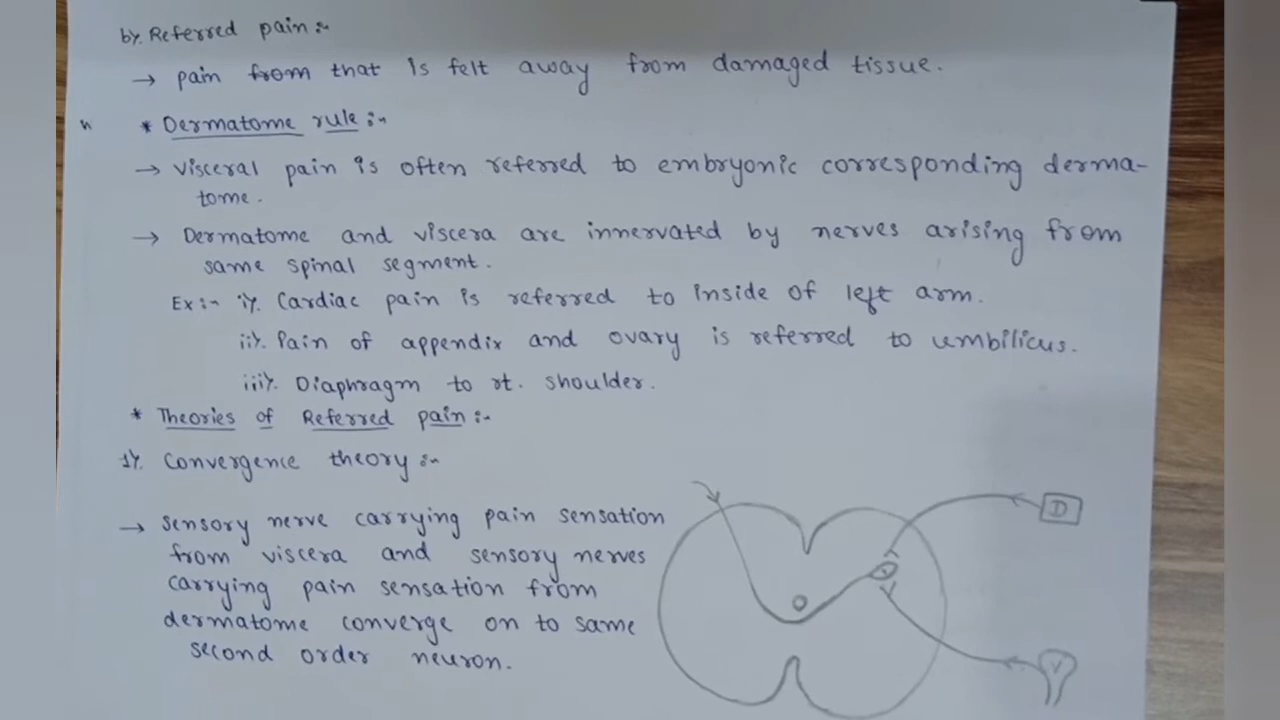 b⁊. Referred pain :-
→ pain from that is felt away from damaged tissue.
* Dermatome rule :-
→ visceral pain is often referred to embryonic corresponding derma-
tome.
→ Dermatome and viscera are innervated by nerves arising from
same spinal segment.
Ex :- i⁊. Cardiac pain is referred to inside of left arm.
ii⁊. Pain of appendix and ovary is referred to umbilicus.
iii⁊. Diaphragm to rt. shoulder.
* Theories of Referred pain :-
1⁊. Convergence theory :-
→ sensory nerve carrying pain sensation
from viscera and sensory nerves
carrying pain sensation from
dermatome converge on to same
second order neuron.
D
V